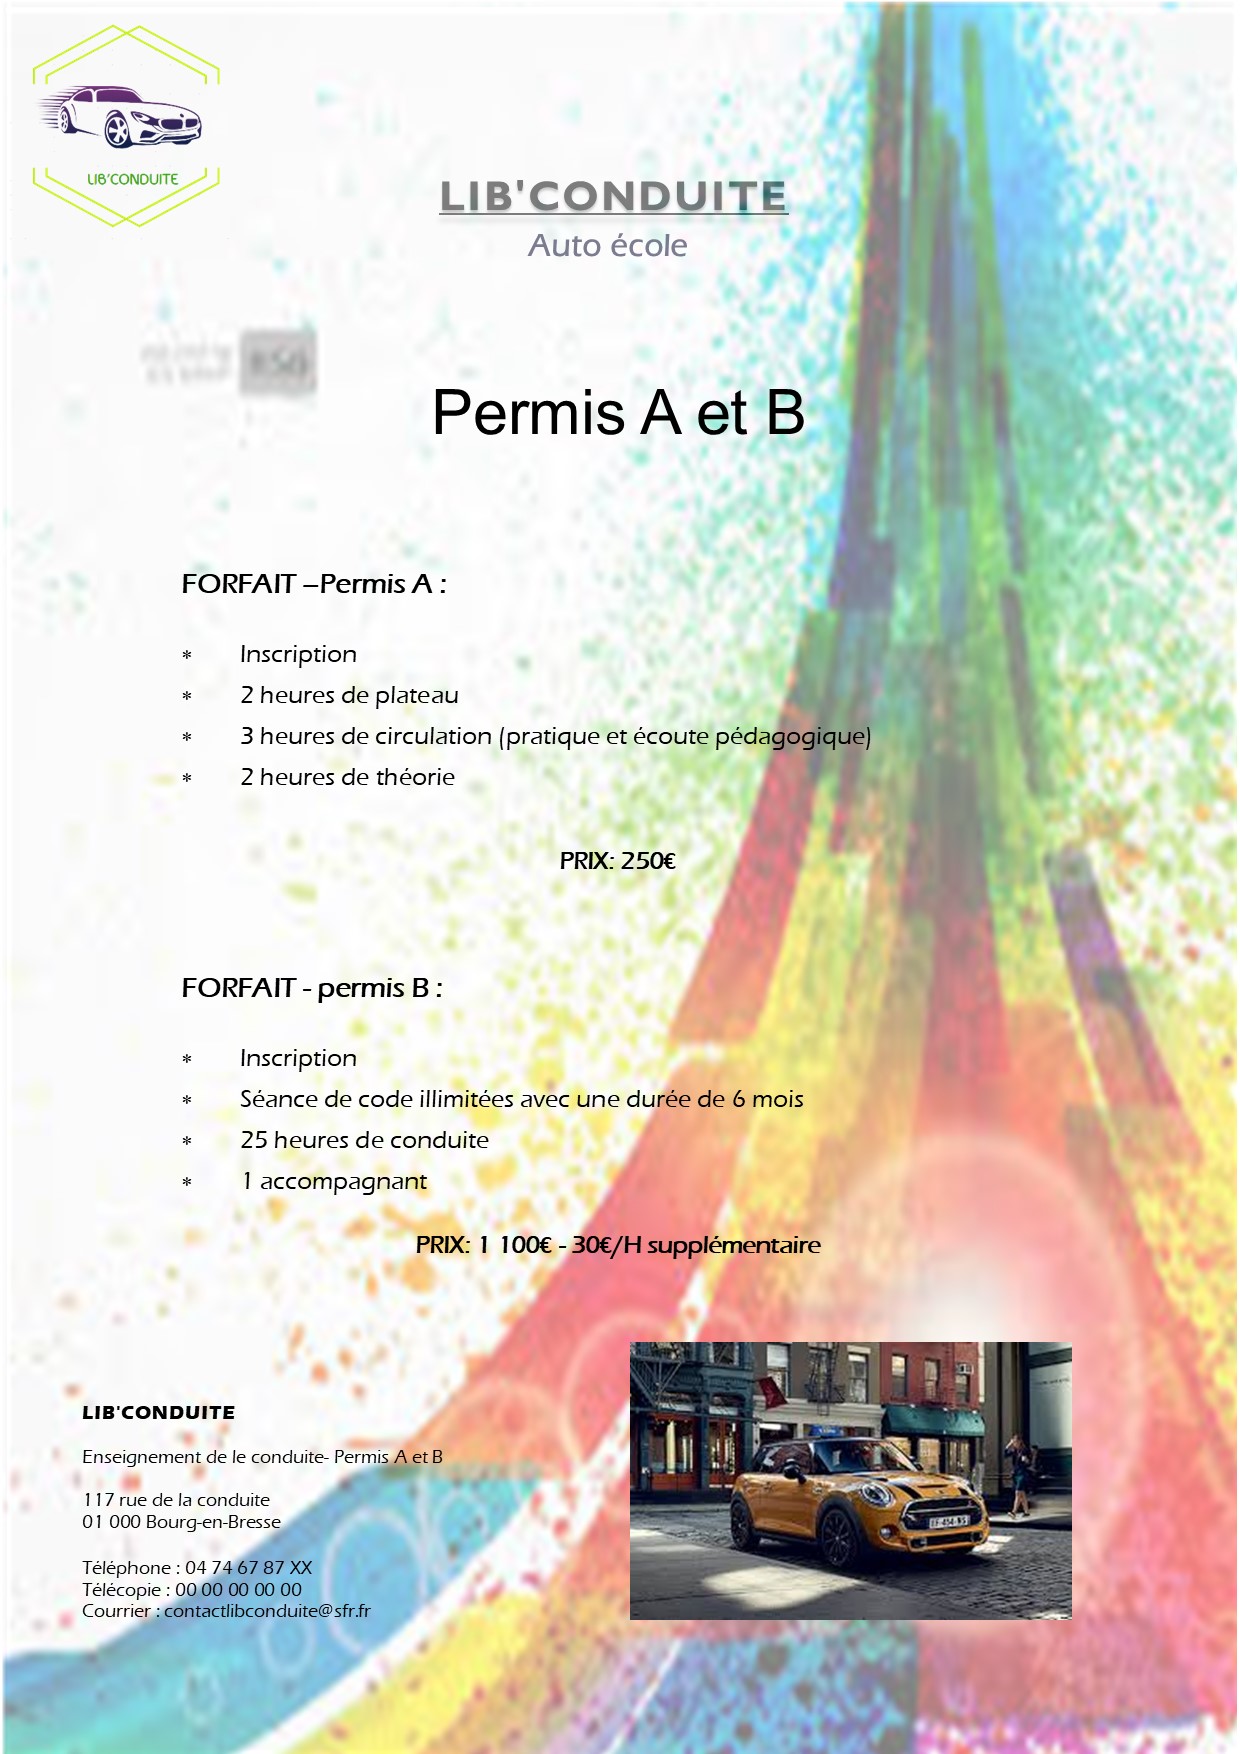 LIB'CONDUITE
LIB'CONDUITE
Auto école
Permis A et B
FORFAIT –Permis A :
* Inscription
* 2 heures de plateau
* 3 heures de circulation (pratique et écoute pédagogique)
* 2 heures de théorie
PRIX: 250€
FORFAIT - permis B :
* Inscription
* Séance de code illimitées avec une durée de 6 mois
* 25 heures de conduite
* 1 accompagnant
PRIX: 1 100€ - 30€/H supplémentaire
LIB'CONDUITE
Enseignement de le conduite- Permis A et B
117 rue de la conduite
01 000 Bourg-en-Bresse
Téléphone : 04 74 67 87 XX
Télécopie : 00 00 00 00 00
Courrier : contactlibconduite@sfr.fr